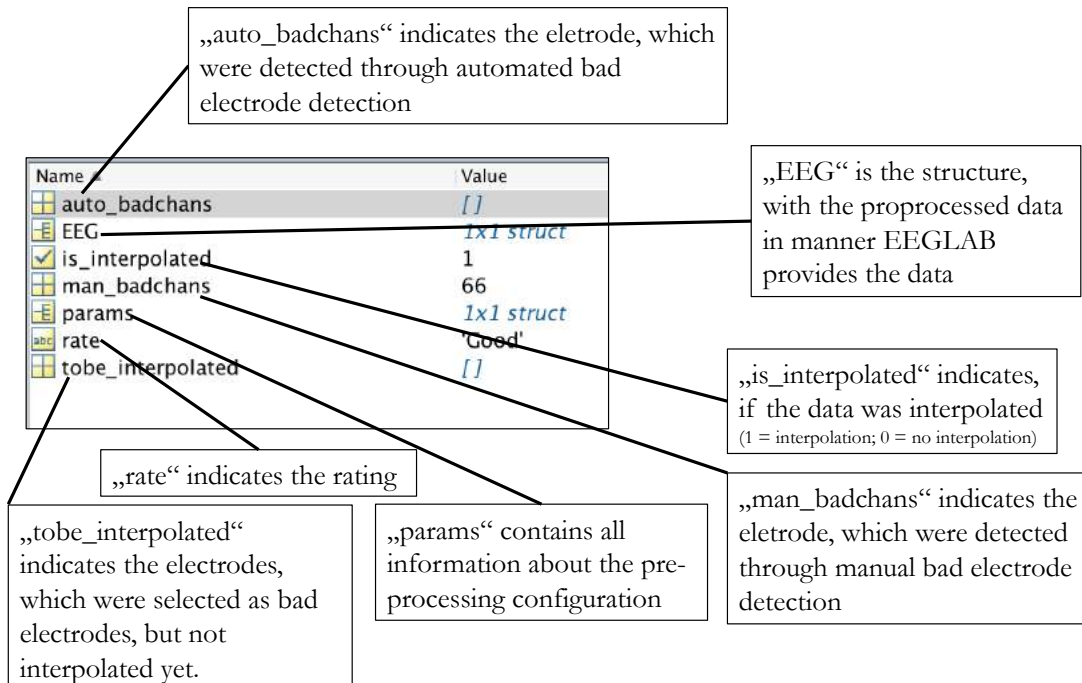 „auto_badchans“ indicates the eletrode, which
were detected through automated bad
electrode detection
Name Value
auto_badchans []
EEG 1x1 struct
is_interpolated 1
man_badchans 66
params 1x1 struct
abc rate 'Good'
tobe_interpolated []
„EEG“ is the structure,
with the proprocessed data
in manner EEGLAB
provides the data
„is_interpolated“ indicates,
if the data was interpolated
(1 = interpolation; 0 = no interpolation)
„rate“ indicates the rating
„tobe_interpolated“
indicates the electrodes,
which were selected as bad
electrodes, but not
interpolated yet.
„params“ contains all
information about the pre-
processing configuration
„man_badchans“ indicates the
eletrode, which were detected
through manual bad electrode
detection